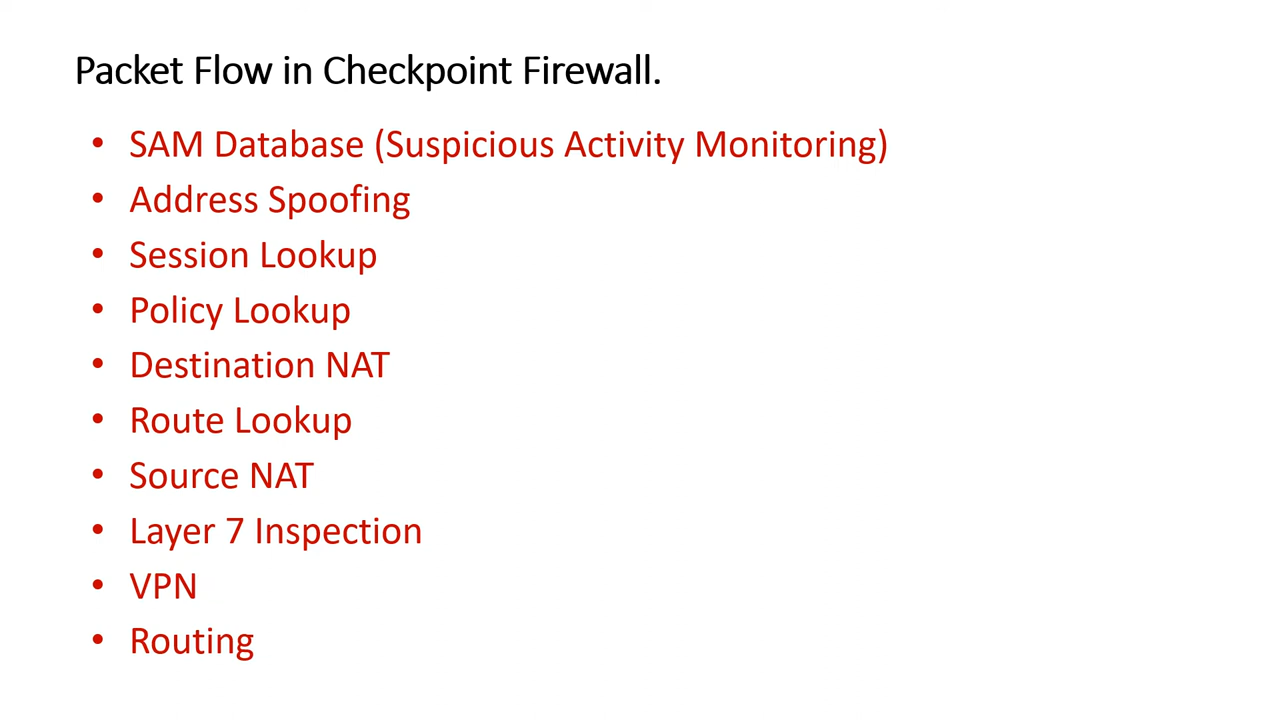 Packet Flow in Checkpoint Firewall.
• SAM Database (Suspicious Activity Monitoring)
• Address Spoofing
• Session Lookup
• Policy Lookup
• Destination NAT
• Route Lookup
• Source NAT
• Layer 7 Inspection
• VPN
• Routing